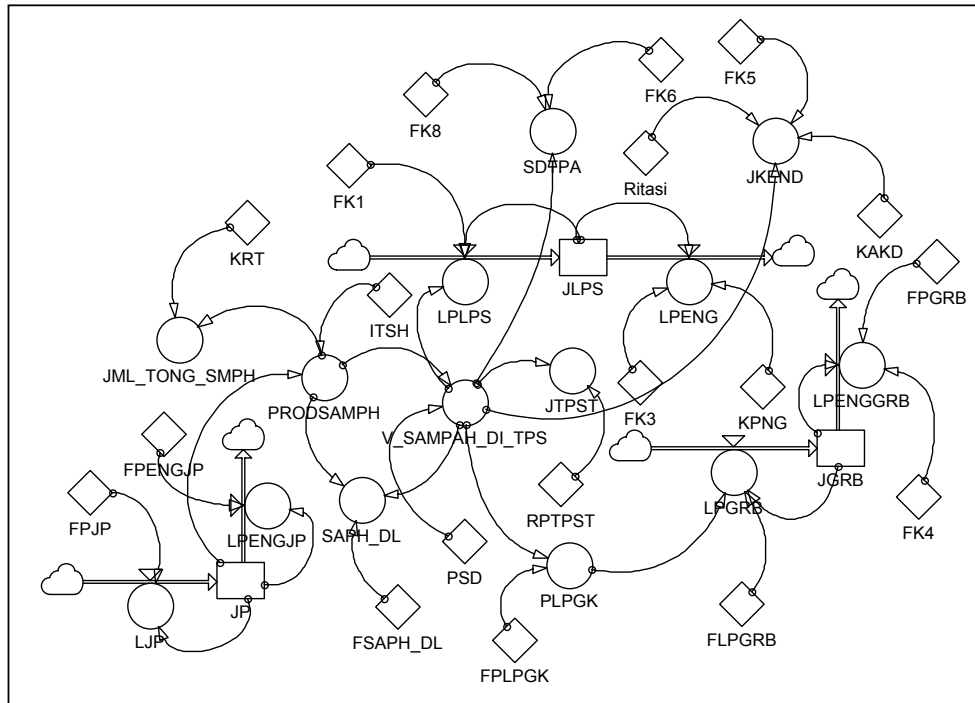 FK5
FK6
FK8
SDTPA
Ritasi
JKEND
FK1
KAKD
KRT
JLPS
FPGRB
LPLPS
LPENG
ITSH
JML_TONG_SMPH
LPENGGRB
PRODSAMPH
JTPST
FK3
KPNG
V_SAMPAH_DI_TPS
FPENGJP
JGRB
LPGRB
FPJP
RPTPST
FK4
LPENGJP
SAPH_DL
PSD
PLPGK
JP
LJP
FSAPH_DL
FLPGRB
FPLPGK